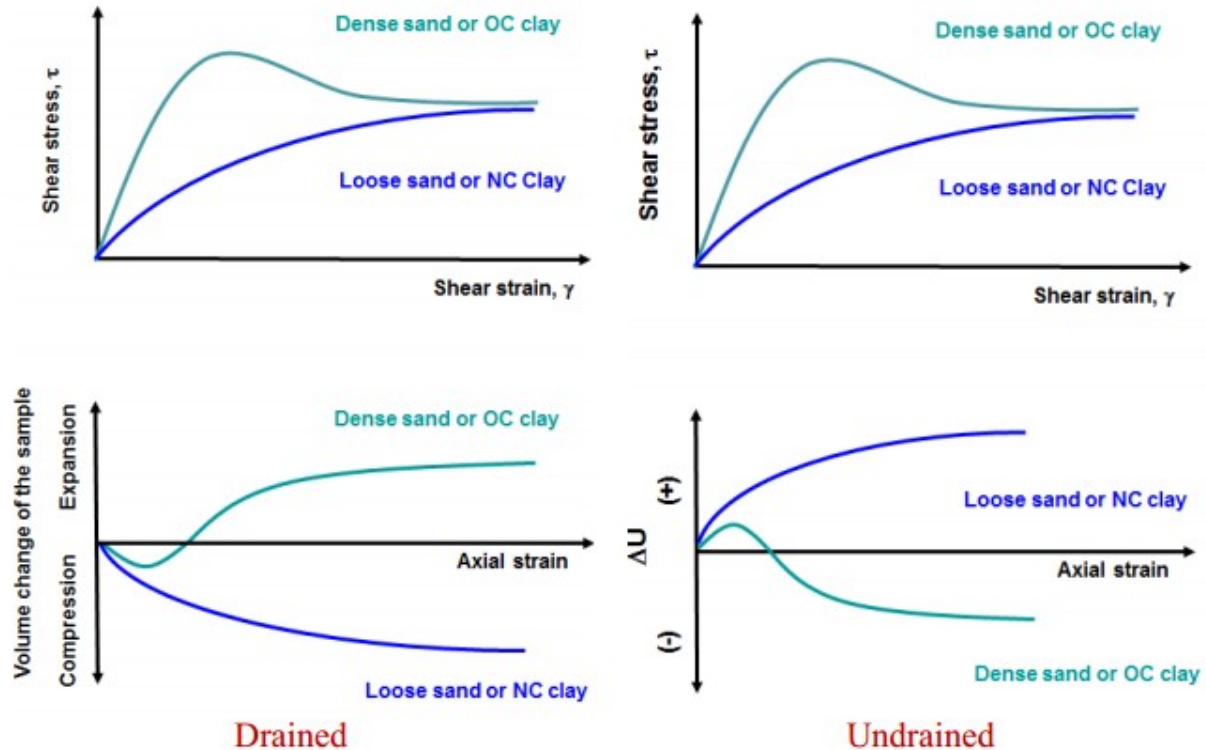 Dense sand or OC clay
Shear stress, τ
Loose sand or NC Clay
Shear strain, γ
Dense sand or OC clay
Shear stress, τ
Loose sand or NC Clay
Shear strain, γ
Volume change of the sample
Expansion
Compression
Dense sand or OC clay
Axial strain
Loose sand or NC clay
Drained
ΔU
(+)
(-)
Loose sand or NC clay
Axial strain
Dense sand or OC clay
Undrained